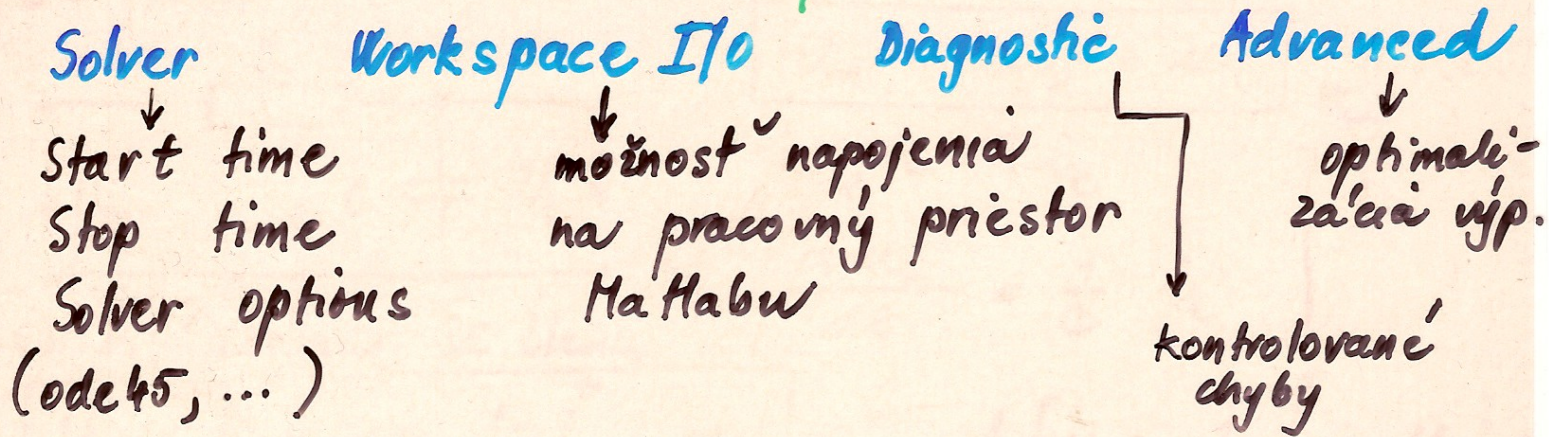 Solver Workspace I/O Diagnostic Advanced
Start time
Stop time
Solver options
(ode45, ...)
možnosť napojenia
na pracovný priestor
Matlabu
kontrolované
chyby
optimali-
zácia výp.